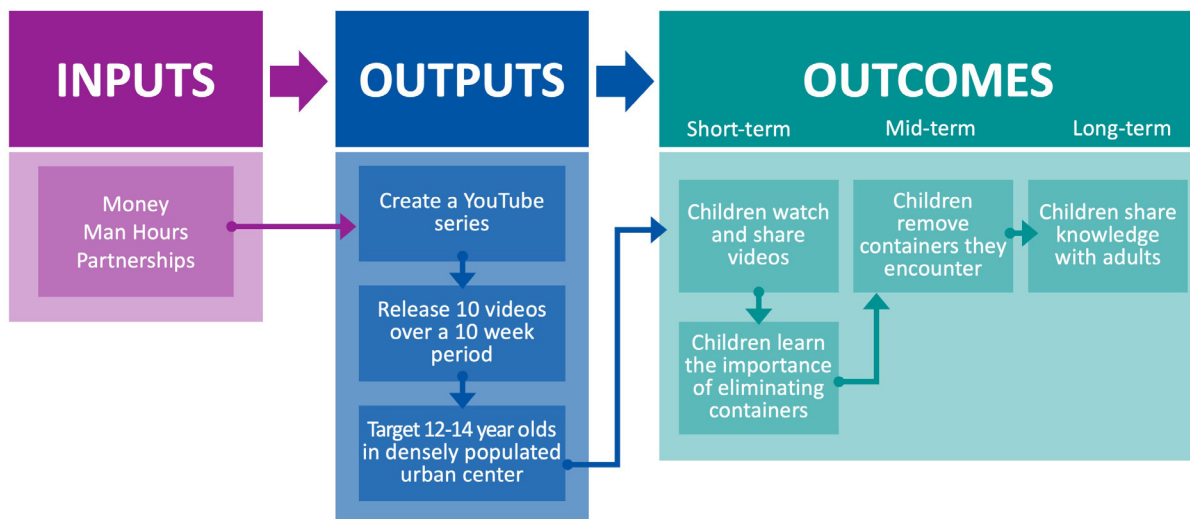 INPUTS
OUTPUTS
OUTCOMES
Short-term
Mid-term
Long-term
Money
Man Hours
Partnerships
Create a YouTube
series
Release 10 videos
over a 10 week
period
Target 12-14 year olds
in densely populated
urban center
Children watch
and share
videos
Children learn
the importance
of eliminating
containers
Children
remove
containers they
encounter
Children share
knowledge
with adults